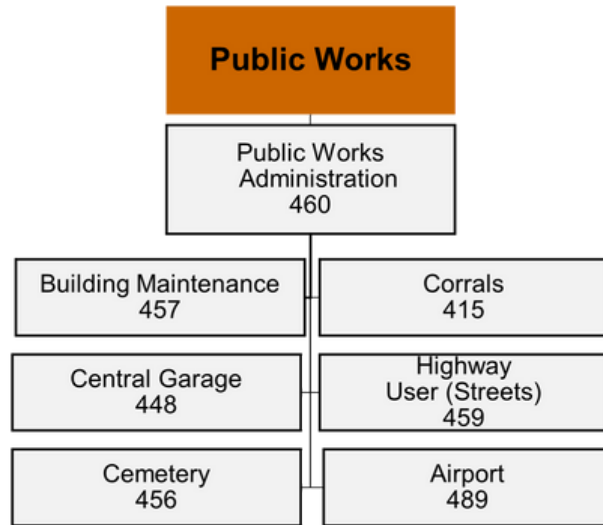 Public Works
Public Works
Administration
460
Building Maintenance
457
Corrals
415
Central Garage
448
Highway
User (Streets)
459
Cemetery
456
Airport
489